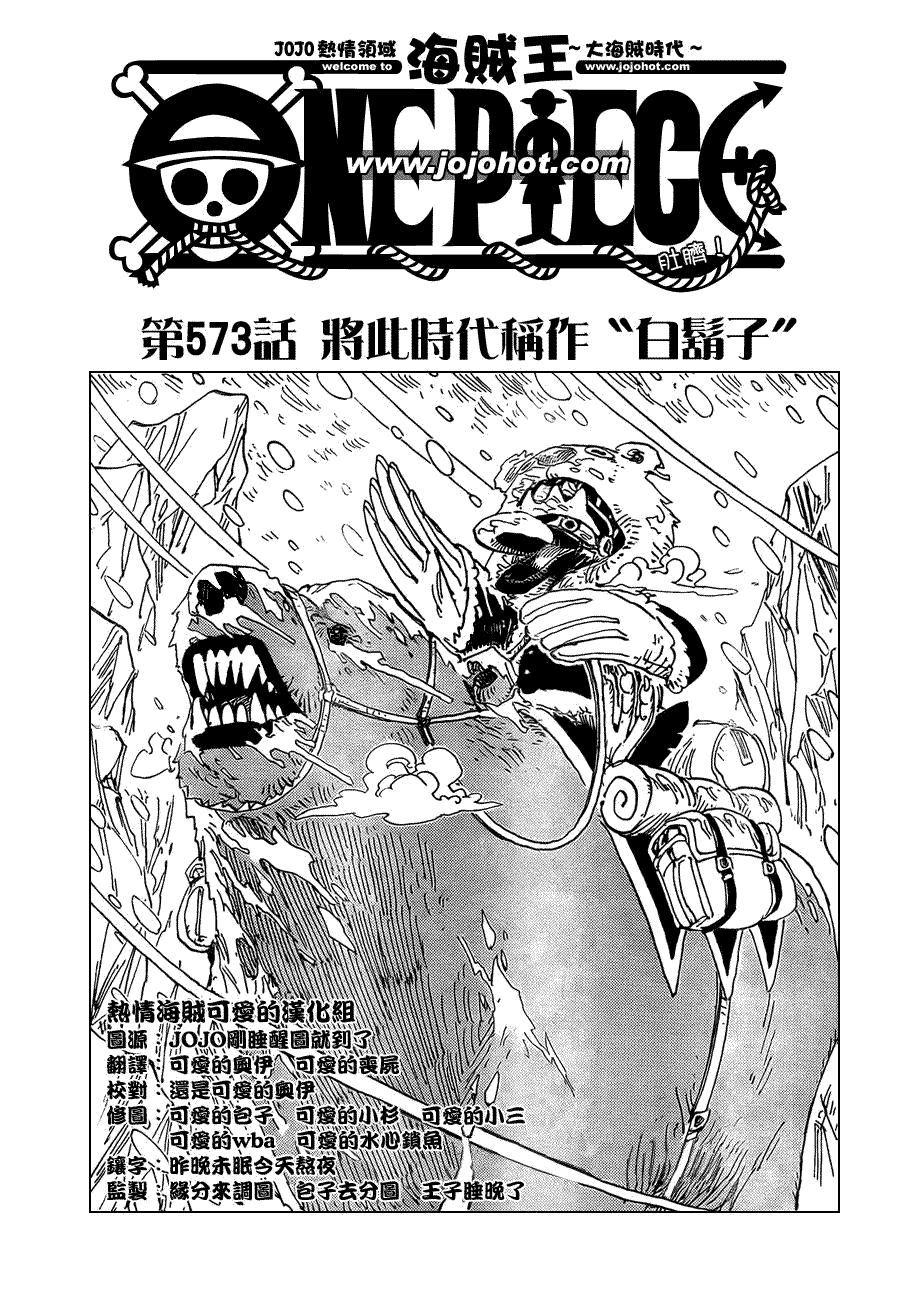 JOJO熱情領域 海賊王 ~大海賊時代~
welcome to www.jojohot.com
ONE PIECE
www.jojohot.com
肚臍！
第573話 將此時代稱作〝白鬍子〞
熱情海賊可愛的漢化組
圖源：JOJO剛睡醒圖就到了
翻譯：可愛的奧伊 可愛的喪屍
校對：還是可愛的奧伊
修圖：可愛的包子 可愛的小杉 可愛的小三
可愛的wba 可愛的水心鎖魚
鑲字：昨晚未眠今天熬夜
監製：緣分來調圖 包子去分圖 王子睡晚了